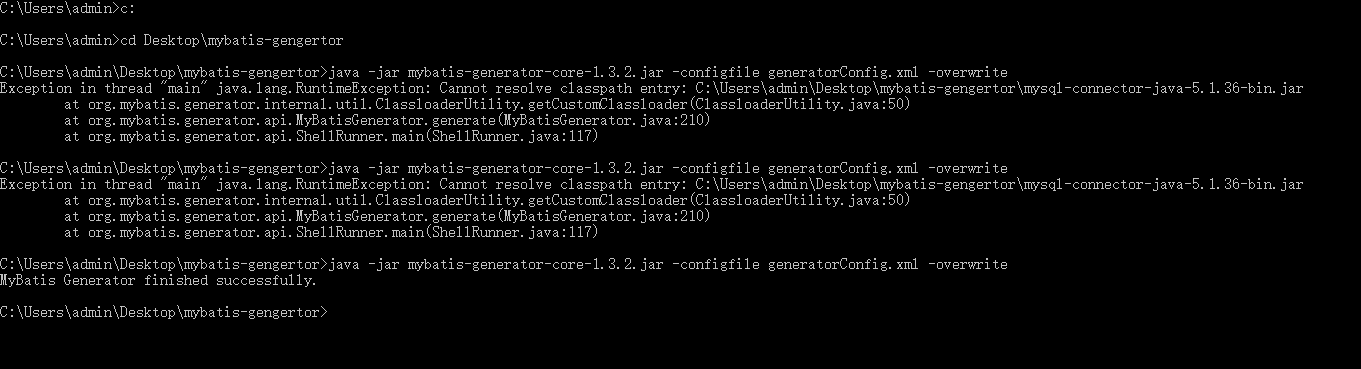 C:\Users\admin>c:
C:\Users\admin>cd Desktop\mybatis-gengertor
C:\Users\admin\Desktop\mybatis-gengertor>java -jar mybatis-generator-core-1.3.2.jar -configfile generatorConfig.xml -overwrite
Exception in thread "main" java.lang.RuntimeException: Cannot resolve classpath entry: C:\Users\admin\Desktop\mybatis-gengertor\mysql-connector-java-5.1.36-bin.jar
at org.mybatis.generator.internal.util.ClassloaderUtility.getCustomClassloader(ClassloaderUtility.java:50)
at org.mybatis.generator.api.MyBatisGenerator.generate(MyBatisGenerator.java:210)
at org.mybatis.generator.api.ShellRunner.main(ShellRunner.java:117)
C:\Users\admin\Desktop\mybatis-gengertor>java -jar mybatis-generator-core-1.3.2.jar -configfile generatorConfig.xml -overwrite
Exception in thread "main" java.lang.RuntimeException: Cannot resolve classpath entry: C:\Users\admin\Desktop\mybatis-gengertor\mysql-connector-java-5.1.36-bin.jar
at org.mybatis.generator.internal.util.ClassloaderUtility.getCustomClassloader(ClassloaderUtility.java:50)
at org.mybatis.generator.api.MyBatisGenerator.generate(MyBatisGenerator.java:210)
at org.mybatis.generator.api.ShellRunner.main(ShellRunner.java:117)
C:\Users\admin\Desktop\mybatis-gengertor>java -jar mybatis-generator-core-1.3.2.jar -configfile generatorConfig.xml -overwrite
MyBatis Generator finished successfully.
C:\Users\admin\Desktop\mybatis-gengertor>